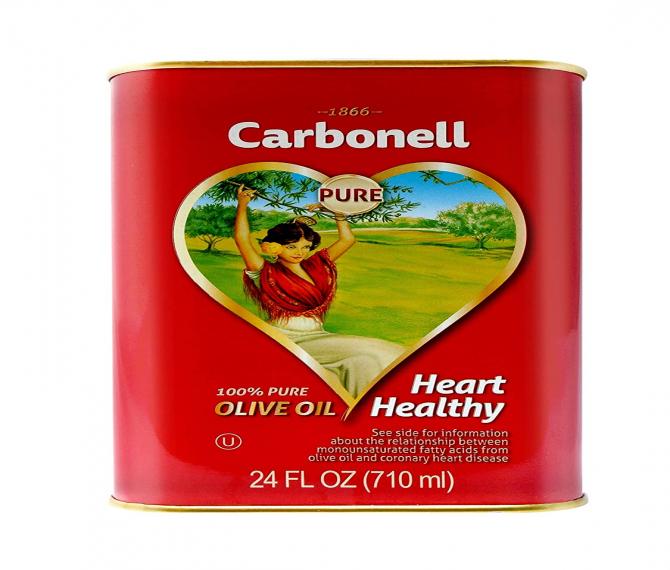 1866
Carbonell
PURE
100% PURE
OLIVE OIL
Heart
Healthy
See side for information
about the relationship between
monounsaturated fatty acids from
olive oil and coronary heart disease
U
24 FL OZ (710 ml)